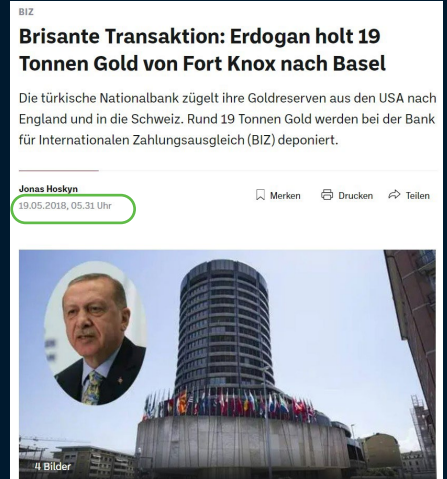 BIZ
Brisante Transaktion: Erdogan holt 19
Tonnen Gold von Fort Knox nach Basel
Die türkische Nationalbank zügelt ihre Goldreserven aus den USA nach
England und in die Schweiz. Rund 19 Tonnen Gold werden bei der Bank
für Internationalen Zahlungsausgleich (BIZ) deponiert.
Jonas Hoskyn
19.05.2018, 05.31 Uhr
Merken Drucken Teilen
4 Bilder